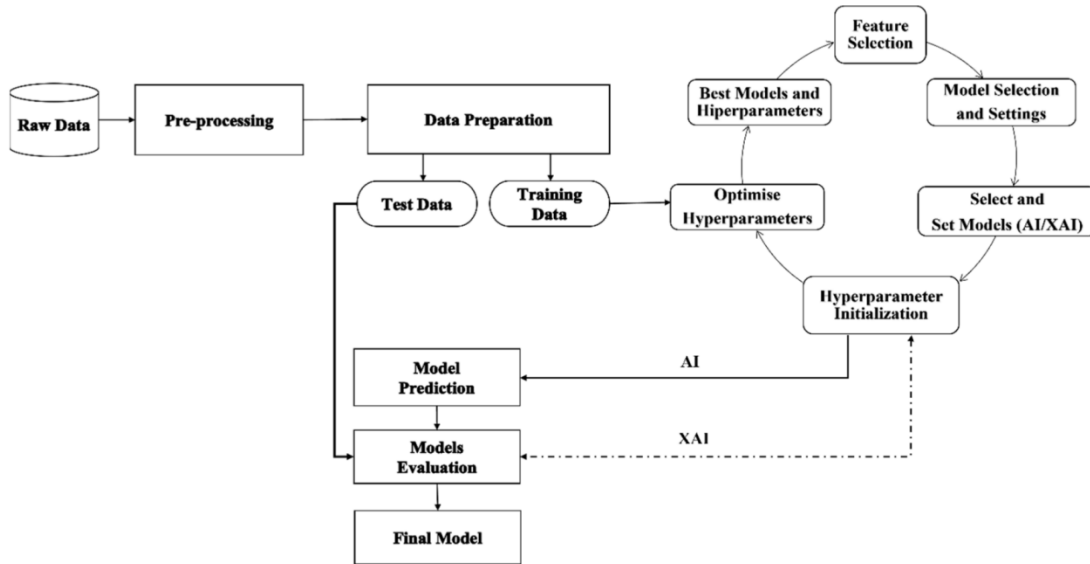 Raw Data
Pre-processing
Data Preparation
Test Data
Training
Data
Feature
Selection
Best Models and
Hiperparameters
Model Selection
and Settings
Optimise
Hyperparameters
Select and
Set Models (AI/XAI)
Hyperparameter
Initialization
AI
Model
Prediction
XAI
Models
Evaluation
Final Model